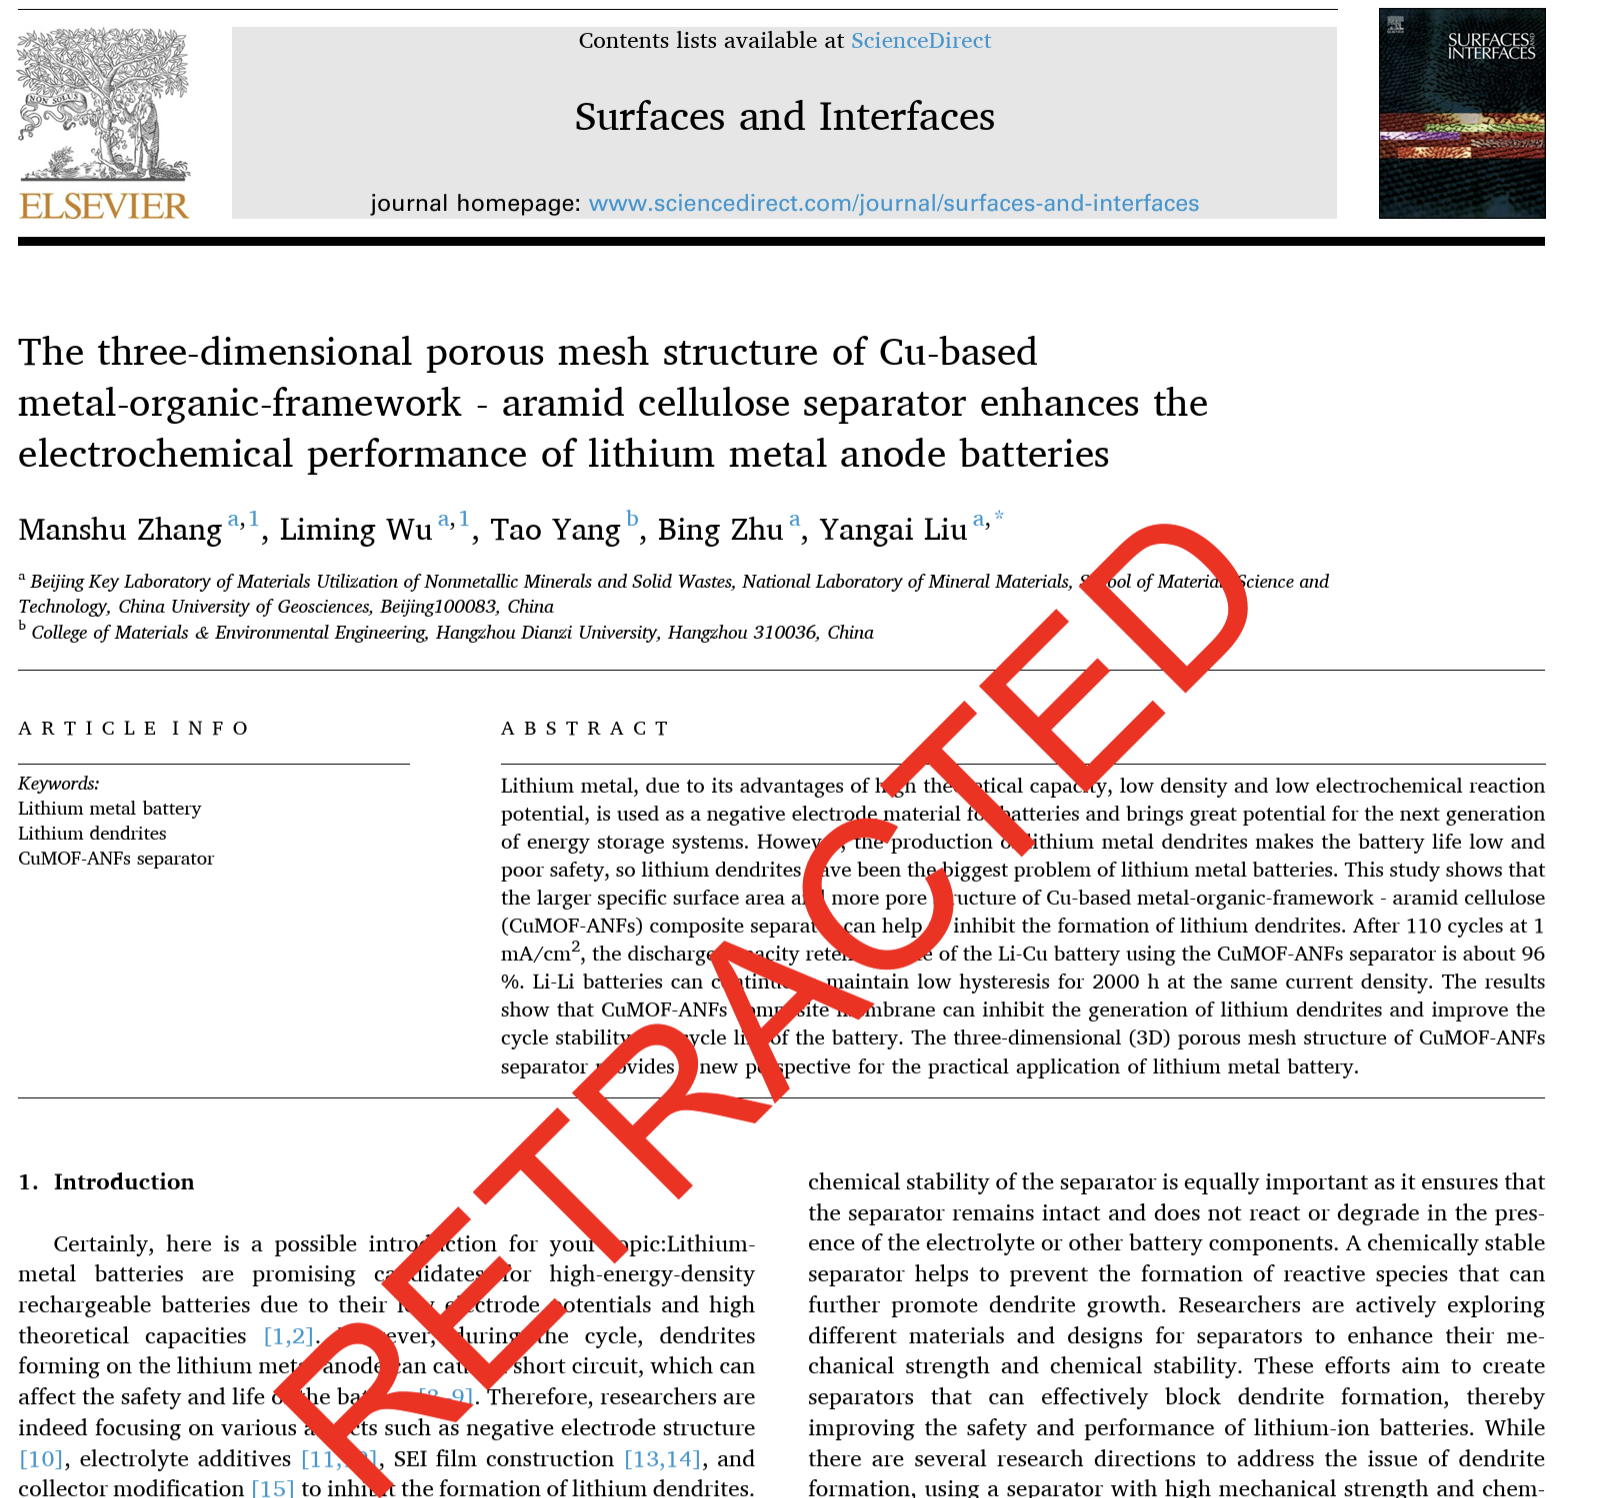 Contents lists available at ScienceDirect
Surfaces and Interfaces
journal homepage: www.sciencedirect.com/journal/surfaces-and-interfaces
NON SOLUS
ELSEVIER
SURFACES AND
INTERFACES
The three-dimensional porous mesh structure of Cu-based
metal-organic-framework - aramid cellulose separator enhances the
electrochemical performance of lithium metal anode batteries
Manshu Zhang a,1, Liming Wu a,1, Tao Yang b, Bing Zhu a, Yangai Liu a,*
a Beijing Key Laboratory of Materials Utilization of Nonmetallic Minerals and Solid Wastes, National Laboratory of Mineral Materials, School of Materials Science and
Technology, China University of Geosciences, Beijing100083, China
b College of Materials & Environmental Engineering, Hangzhou Dianzi University, Hangzhou 310036, China
RETRACTED
A R T I C L E I N F O
Keywords:
Lithium metal battery
Lithium dendrites
CuMOF-ANFs separator
A B S T R A C T
Lithium metal, due to its advantages of high theoretical capacity, low density and low electrochemical reaction
potential, is used as a negative electrode material for batteries and brings great potential for the next generation
of energy storage systems. However, the production of lithium metal dendrites makes the battery life low and
poor safety, so lithium dendrites have been the biggest problem of lithium metal batteries. This study shows that
the larger specific surface area and more pore structure of Cu-based metal-organic-framework - aramid cellulose
(CuMOF-ANFs) composite separator can help inhibit the formation of lithium dendrites. After 110 cycles at 1
mA/cm2, the discharge capacity retention of the Li-Cu battery using the CuMOF-ANFs separator is about 96
%. Li-Li batteries can continue maintain low hysteresis for 2000 h at the same current density. The results
show that CuMOF-ANFs composite membrane can inhibit the generation of lithium dendrites and improve the
cycle stability cycle life of the battery. The three-dimensional (3D) porous mesh structure of CuMOF-ANFs
separator provides new perspective for the practical application of lithium metal battery.
1. Introduction
Certainly, here is a possible introduction for your topic:Lithium-
metal batteries are promising candidates for high-energy-density
rechargeable batteries due to their low electrode potentials and high
theoretical capacities [1,2]. However, during the cycle, dendrites
forming on the lithium metal anode can cause short circuit, which can
affect the safety and life of the battery [3–9]. Therefore, researchers are
indeed focusing on various aspects such as negative electrode structure
[10], electrolyte additives [11,12], SEI film construction [13,14], and
collector modification [15] to inhibit the formation of lithium dendrites.
chemical stability of the separator is equally important as it ensures that
the separator remains intact and does not react or degrade in the pres-
ence of the electrolyte or other battery components. A chemically stable
separator helps to prevent the formation of reactive species that can
further promote dendrite growth. Researchers are actively exploring
different materials and designs for separators to enhance their me-
chanical strength and chemical stability. These efforts aim to create
separators that can effectively block dendrite formation, thereby
improving the safety and performance of lithium-ion batteries. While
there are several research directions to address the issue of dendrite
formation, using a separator with high mechanical strength and chem-